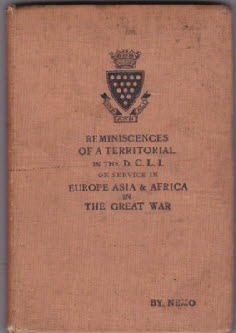 REMINISCENCES
OF A TERRITORIAL
IN THE D. C. L. I.
ON SERVICE IN
EUROPE ASIA & AFRICA
IN
THE GREAT WAR
BY, NEMO